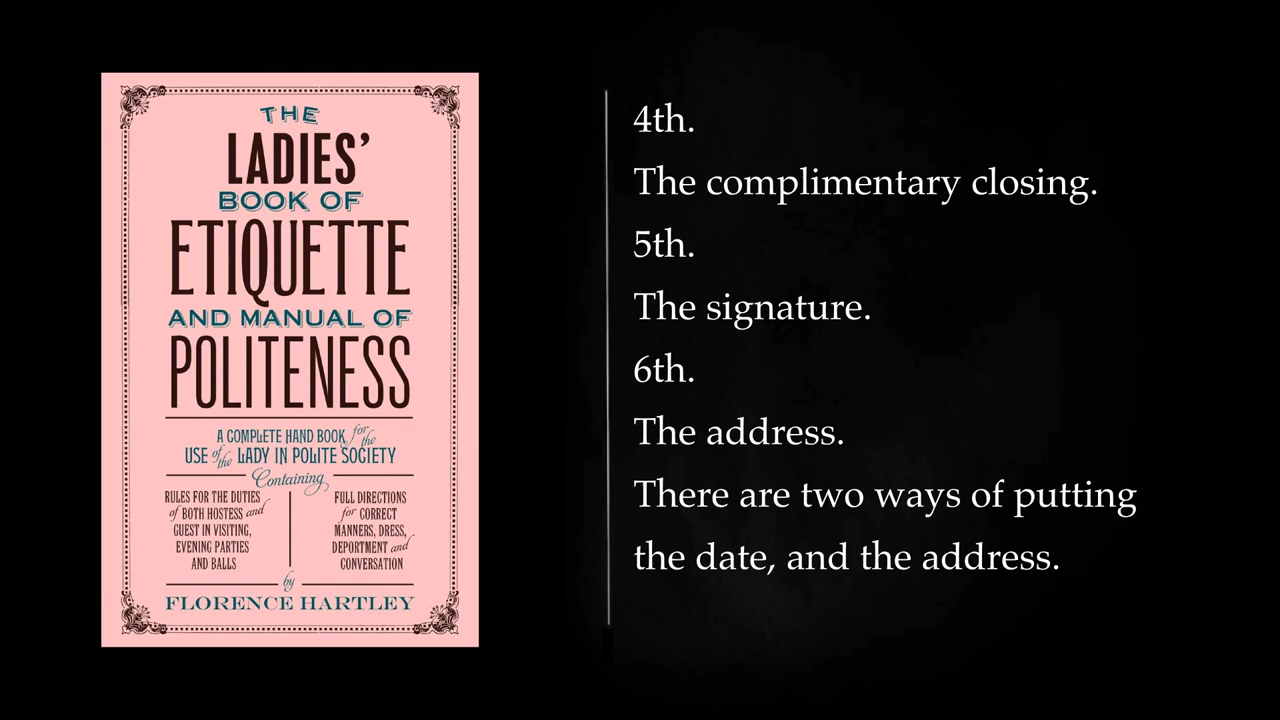 THE
LADIES'
BOOK OF
ETIQUETTE
AND MANUAL OF
POLITENESS
A COMPLETE HAND BOOK for the
USE of the LADY IN POLITE SOCIETY
Containing
RULES FOR THE DUTIES
of BOTH HOSTESS and
GUEST IN VISITING,
EVENING PARTIES
AND BALLS
FULL DIRECTIONS
for CORRECT
MANNERS, DRESS,
DEPORTMENT and
CONVERSATION
by
FLORENCE HARTLEY
4th.
The complimentary closing.
5th.
The signature.
6th.
The address.
There are two ways of putting
the date, and the address.